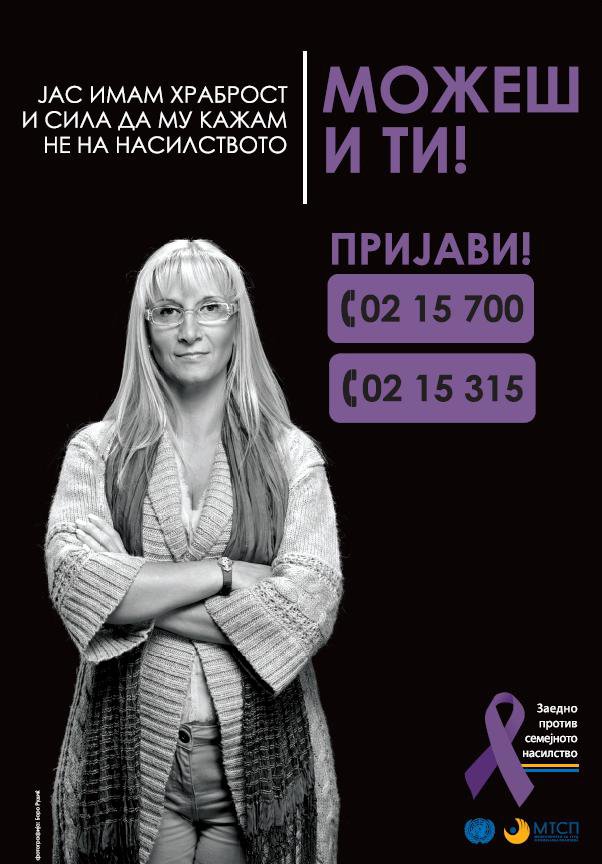 ЈАС ИМАМ ХРАБРОСТ
И СИЛА ДА МУ КАЖАМ
НЕ НА НАСИЛСТВОТО
МОЖЕШ
И ТИ!
ПРИЈАВИ!
02 15 700
02 15 315
Заедно
против
семејното
насилство
МТСП